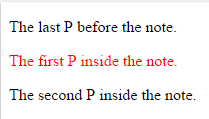 The last P before the note.
The first P inside the note.
The second P inside the note.